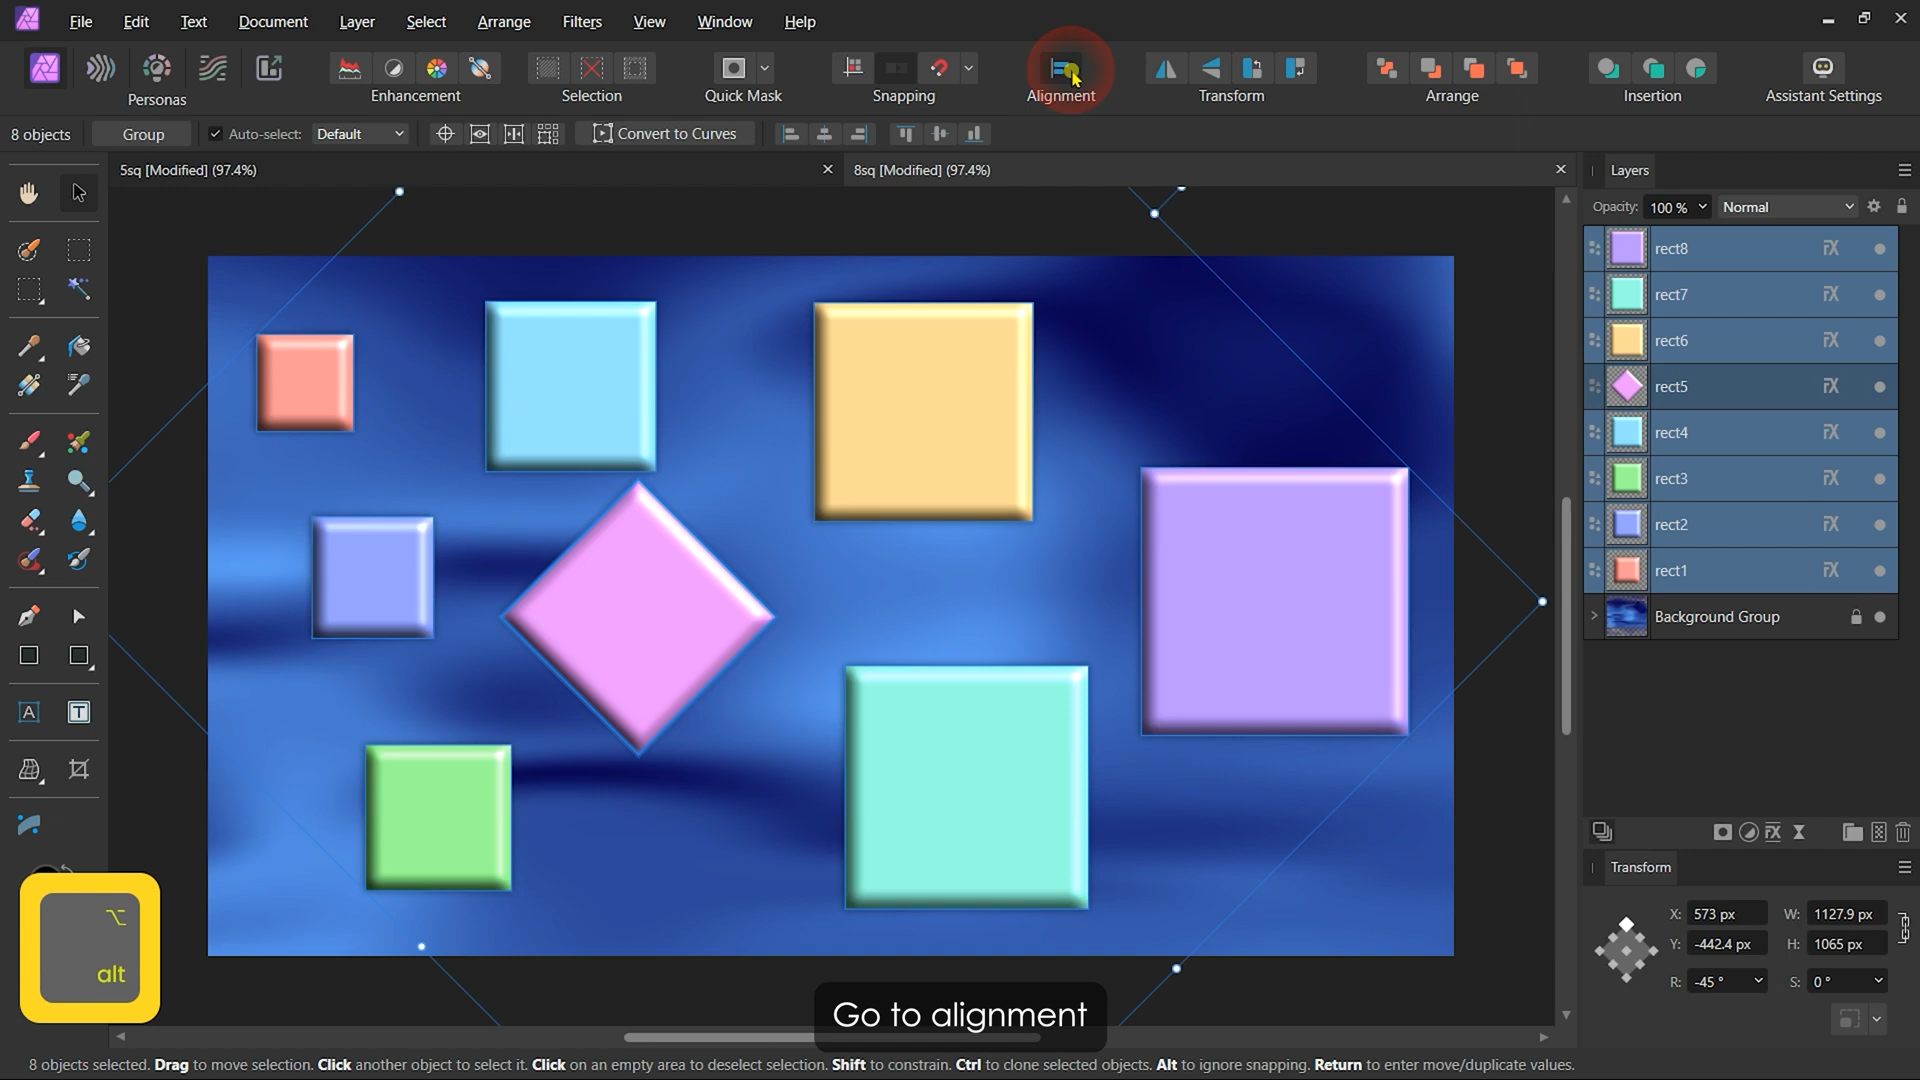 File Edit Text Document Layer Select Arrange Filters View Window Help
Personas Enhancement Selection Quick Mask Snapping Alignment Transform Arrange Insertion Assistant Settings
8 objects Group Auto-select: Default Convert to Curves
5sq [Modified] (97.4%) 8sq [Modified] (97.4%)
Layers
Opacity: 100 % Normal
rect8
rect7
rect6
rect5
rect4
rect3
rect2
rect1
Background Group
Transform
X: 573 px W: 1127.9 px
Y: -442.4 px H: 1065 px
R: -45 ° S: 0 °
alt
Go to alignment
8 objects selected. Drag to move selection. Click another object to select it. Click on an empty area to deselect selection. Shift to constrain. Ctrl to clone selected objects. Alt to ignore snapping. Return to enter move/duplicate values.